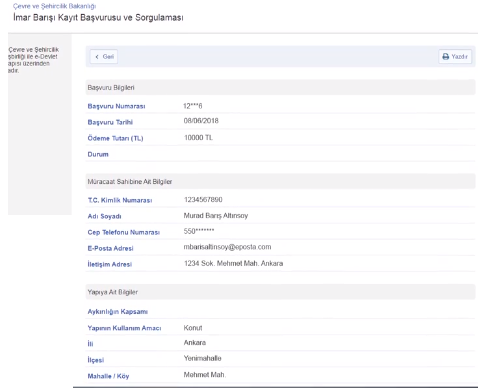 Çevre ve Şehircilik Bakanlığı
İmar Barışı Kayıt Başvurusu ve Sorgulaması
Çevre ve Şehircilik
işbirliği ile e-Devlet
apısı üzerinden
adır.
Geri
Yazdır
Başvuru Bilgileri
Başvuru Numarası 12***6
Başvuru Tarihi 08/06/2018
Ödeme Tutarı (TL) 10000 TL
Durum
Müracaat Sahibine Ait Bilgiler
T.C. Kimlik Numarası 1234567890
Adı Soyadı Murad Barış Altınsoy
Cep Telefonu Numarası 550*******
E-Posta Adresi mbarisaltinsoy@eposta.com
İletişim Adresi 1234 Sok. Mehmet Mah. Ankara
Yapıya Ait Bilgiler
Aykırılığın Kapsamı
Yapının Kullanım Amacı Konut
İli Ankara
İlçesi Yenimahalle
Mahalle / Köy Mehmet Mah.